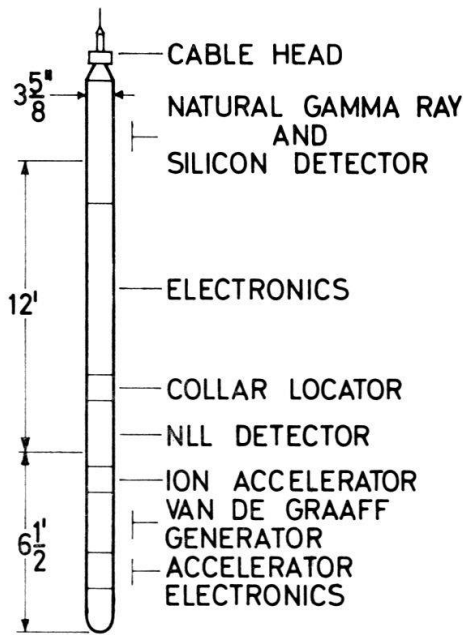 CABLE HEAD
3 5/8"
NATURAL GAMMA RAY
AND
SILICON DETECTOR
12'
ELECTRONICS
COLLAR LOCATOR
NLL DETECTOR
ION ACCELERATOR
VAN DE GRAAFF
GENERATOR
6 1/2'
ACCELERATOR
ELECTRONICS